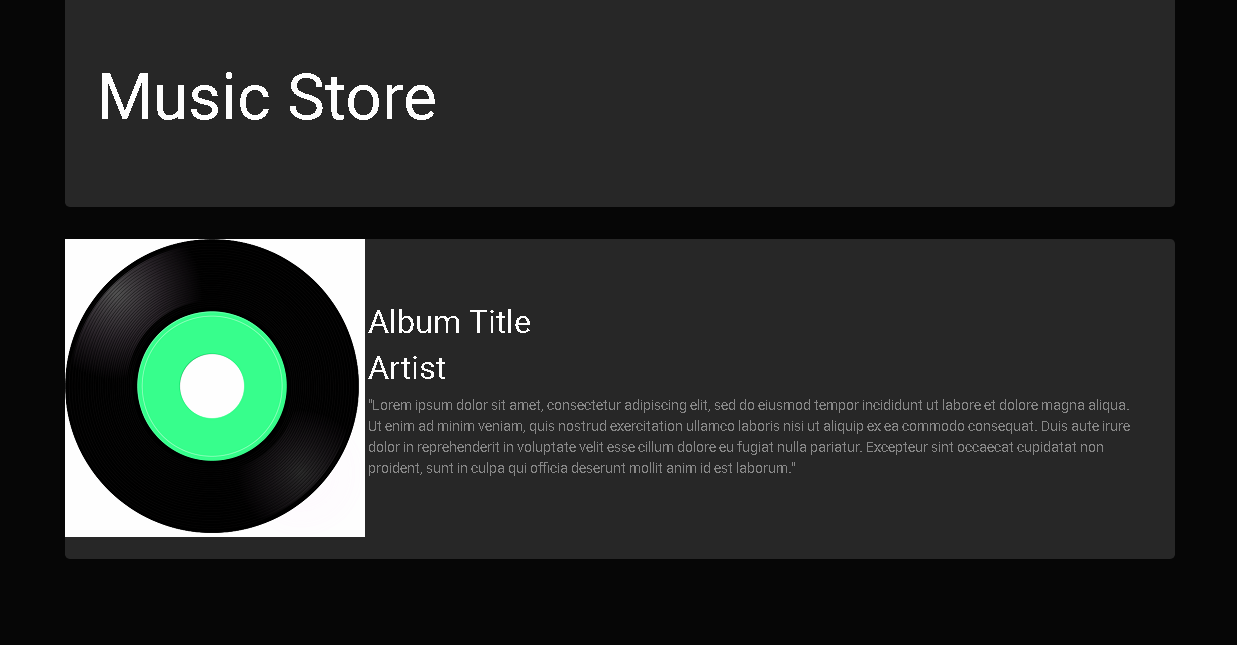 Music Store
Album Title
Artist
"Lorem ipsum dolor sit amet, consectetur adipiscing elit, sed do eiusmod tempor incididunt ut labore et dolore magna aliqua.
Ut enim ad minim veniam, quis nostrud exercitation ullamco laboris nisi ut aliquip ex ea commodo consequat. Duis aute irure
dolor in reprehenderit in voluptate velit esse cillum dolore eu fugiat nulla pariatur. Excepteur sint occaecat cupidatat non
proident, sunt in culpa qui officia deserunt mollit anim id est laborum."